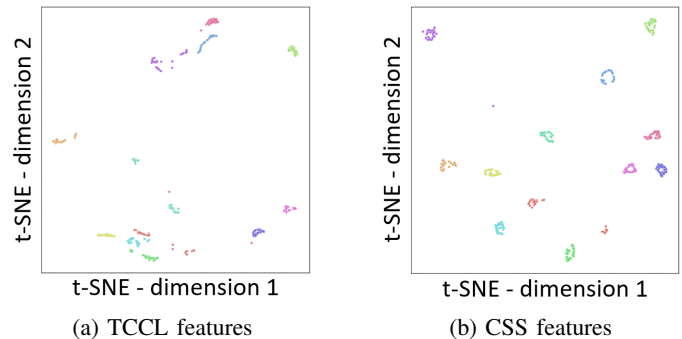 t-SNE - dimension 2
t-SNE - dimension 1
(a) TCCL features
t-SNE - dimension 2
t-SNE - dimension 1
(b) CSS features